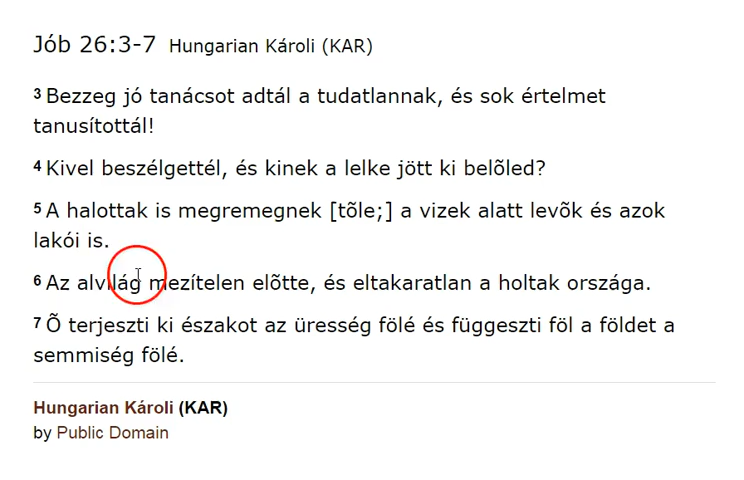 Jób 26:3-7 Hungarian Károli (KAR)
3 Bezzeg jó tanácsot adtál a tudatlannak, és sok értelmet
tanusítottál!
4 Kivel beszélgettél, és kinek a lelke jött ki belõled?
5 A halottak is megremegnek [tõle;] a vizek alatt levõk és azok
lakói is.
6 Az alvilág mezítelen elõtte, és eltakaratlan a holtak országa.
7 Õ terjeszti ki északot az üresség fölé és függeszti föl a földet a
semmiség fölé.
Hungarian Károli (KAR)
by Public Domain